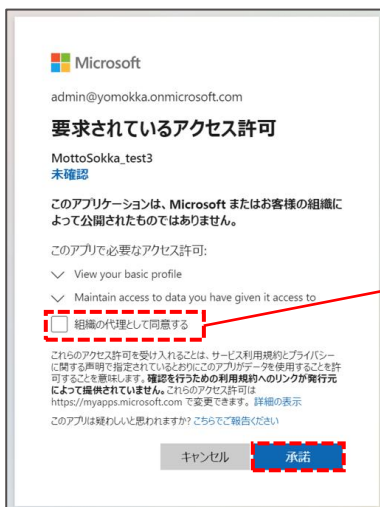 Microsoft
admin@yomokka.onmicrosoft.com
要求されているアクセス許可
MottoSokka_test3
未確認
このアプリケーションは、Microsoft またはお客様の組織に
よって公開されたものではありません。
このアプリで必要なアクセス許可:
View your basic profile
Maintain access to data you have given it access to
組織の代理として同意する
これらのアクセス許可を受け入れることは、サービス利用規約とプライバシー
に関する声明で指定されているとおりにこのアプリがデータを使用することを許
可することを意味します。確認を行うための利用規約へのリンクが発行元
によって提供されていません。これらのアクセス許可は
https://myapps.microsoft.com で変更できます。詳細の表示
このアプリは疑わしいと思われますか? こちらでご報告ください
キャンセル
承諾